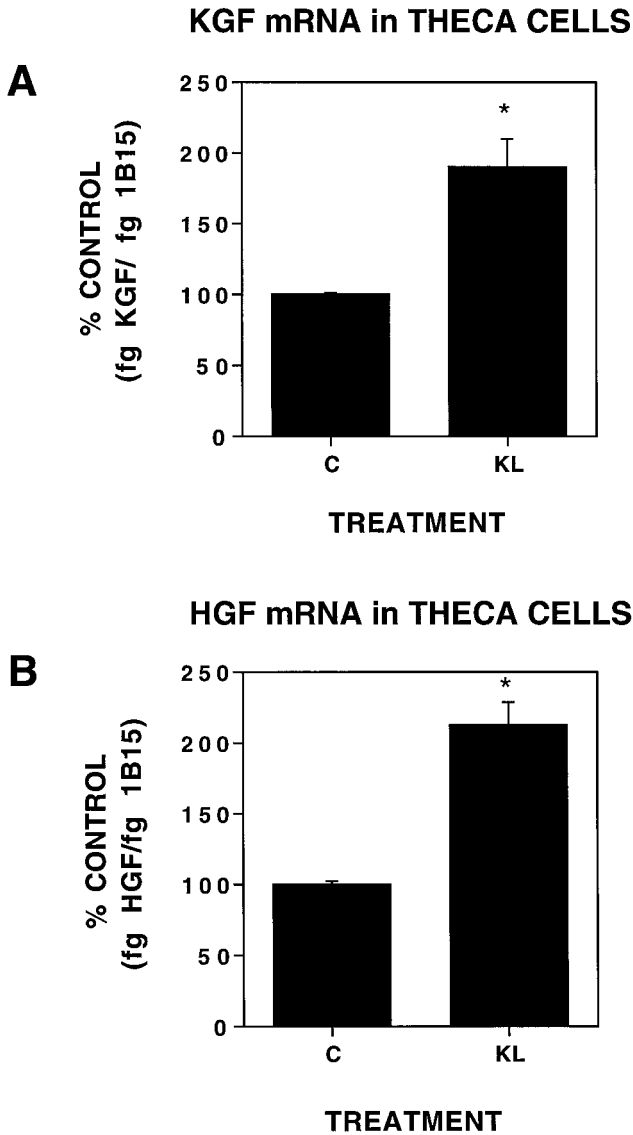 KGF mRNA in THECA CELLS
A
% CONTROL
(fg KGF/ fg 1B15)
250
200
150
100
50
0
*
C
KL
TREATMENT
HGF mRNA in THECA CELLS
B
% CONTROL
(fg HGF/fg 1B15)
250
200
150
100
50
0
*
C
KL
TREATMENT